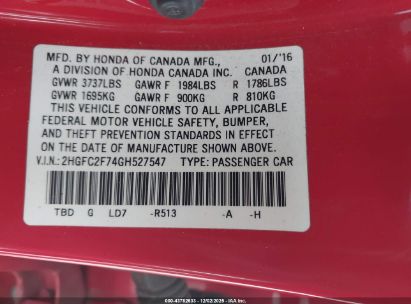 MFD. BY HONDA OF CANADA MFG., 01/'16
A DIVISION OF HONDA CANADA INC. CANADA
GVWR 3737LBS GAWR F 1984LBS R 1786LBS
GVWR 1695KG GAWR F 900KG R 810KG
THIS VEHICLE CONFORMS TO ALL APPLICABLE
FEDERAL MOTOR VEHICLE SAFETY, BUMPER,
AND THEFT PREVENTION STANDARDS IN EFFECT
ON THE DATE OF MANUFACTURE SHOWN ABOVE.
V.I.N.: 2HGFC2F74GH527547 TYPE: PASSENGER CAR
TBD G LD7 -R513 -A -H